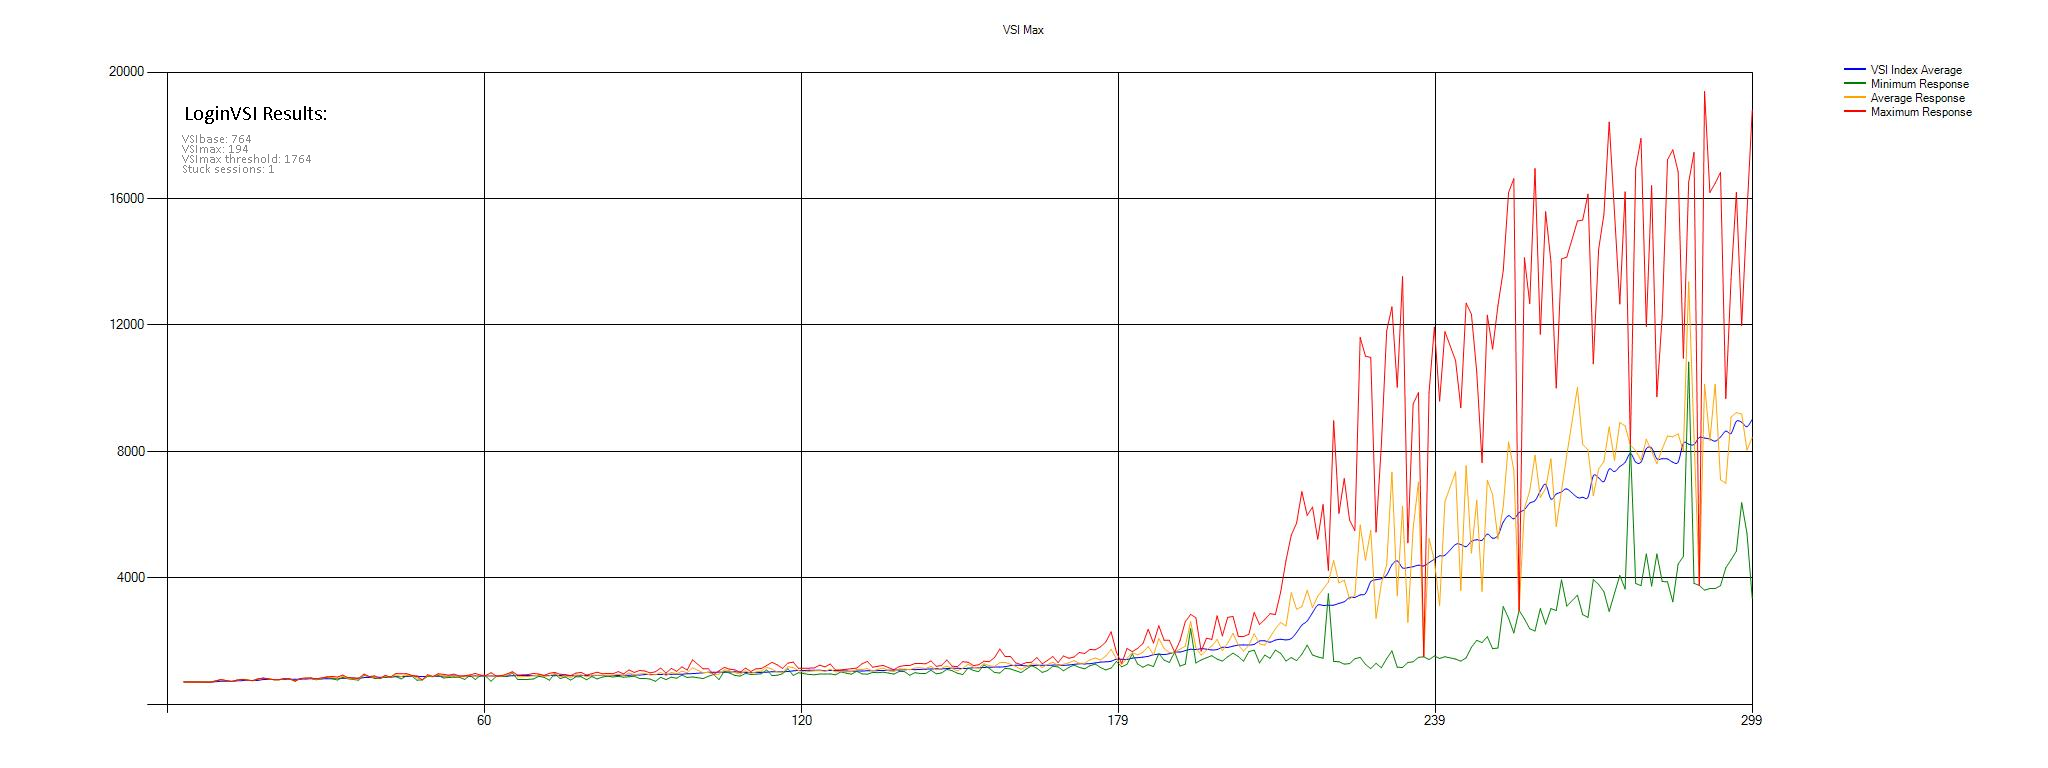 VSI Max
VSI Index Average
Minimum Response
Average Response
Maximum Response
20000
16000
12000
8000
4000
LoginVSI Results:
VSIbase: 764
VSImax: 194
VSImax threshold: 1764
Stuck sessions: 1
60
120
179
239
299